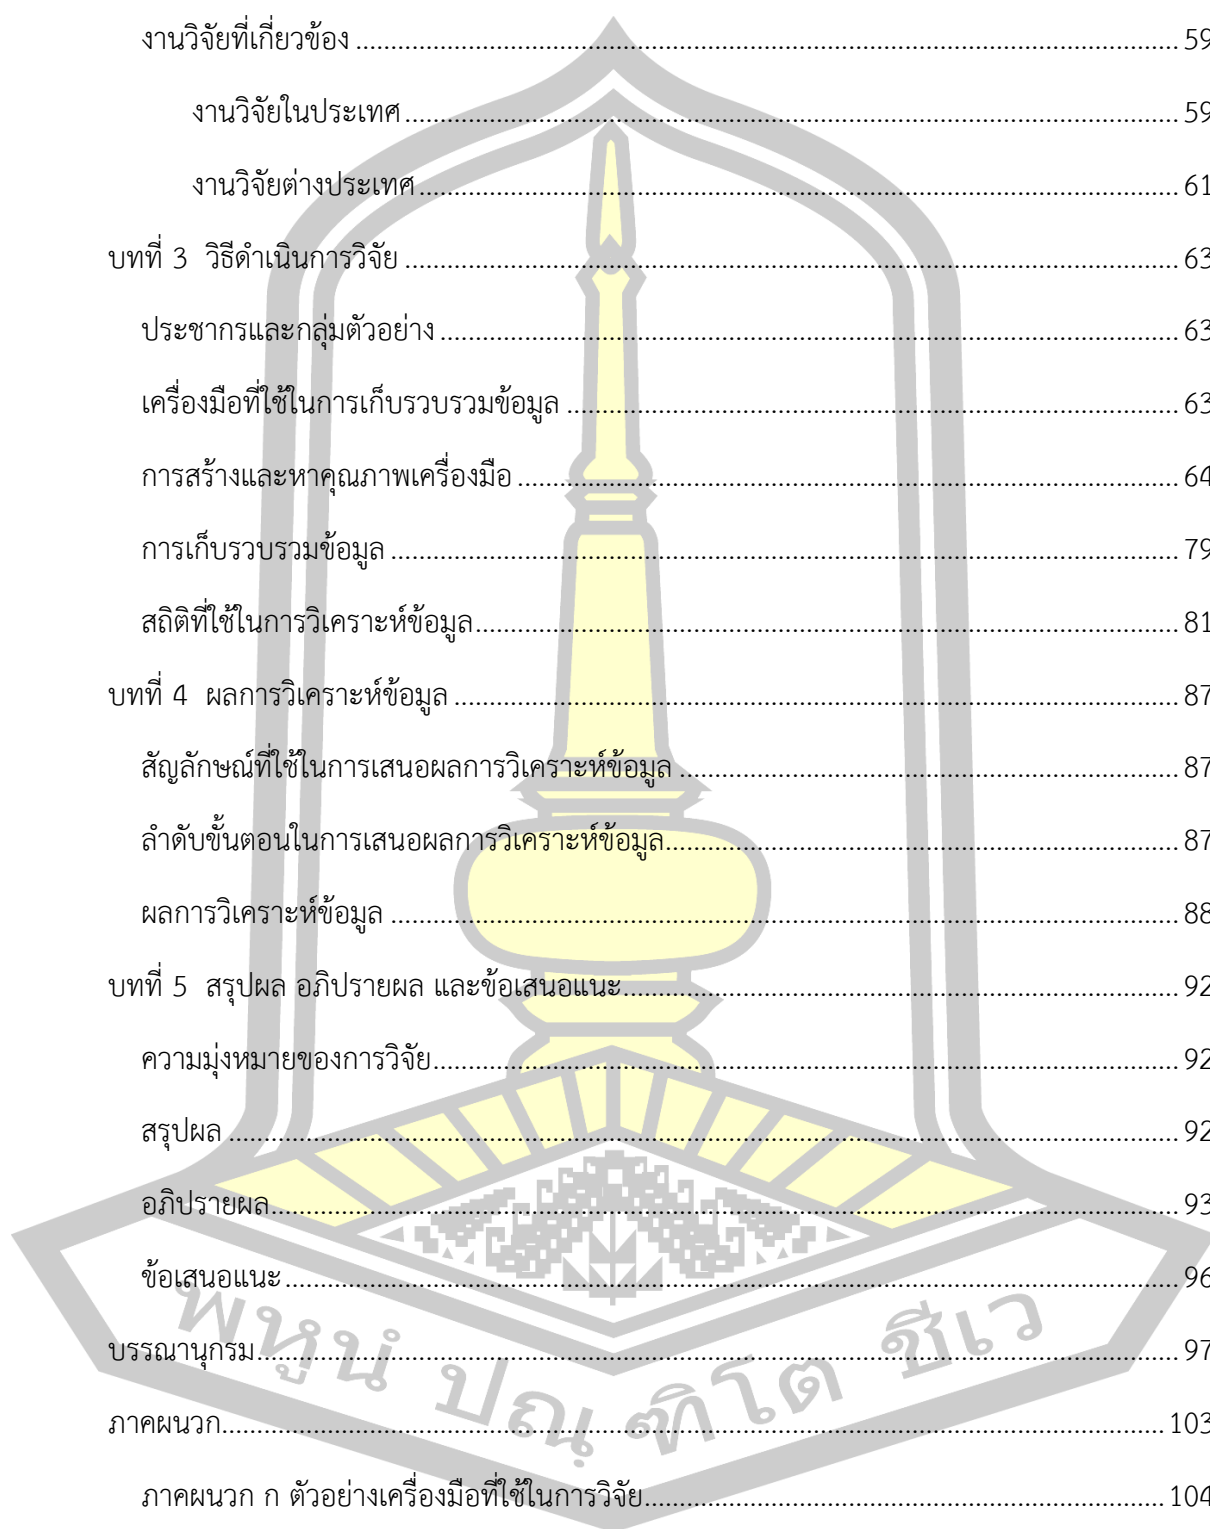 งานวิจัยที่เกี่ยวข้อง ........ 59
งานวิจัยในประเทศ ........ 59
งานวิจัยต่างประเทศ ........ 61
บทที่ 3 วิธีดำเนินการวิจัย ........ 63
ประชากรและกลุ่มตัวอย่าง ........ 63
เครื่องมือที่ใช้ในการเก็บรวบรวมข้อมูล ........ 63
การสร้างและหาคุณภาพเครื่องมือ ........ 64
การเก็บรวบรวมข้อมูล ........ 79
สถิติที่ใช้ในการวิเคราะห์ข้อมูล ........ 81
บทที่ 4 ผลการวิเคราะห์ข้อมูล ........ 87
สัญลักษณ์ที่ใช้ในการเสนอผลการวิเคราะห์ข้อมูล ........ 87
ลำดับขั้นตอนในการเสนอผลการวิเคราะห์ข้อมูล ........ 87
ผลการวิเคราะห์ข้อมูล ........ 88
บทที่ 5 สรุปผล อภิปรายผล และข้อเสนอแนะ ........ 92
ความมุ่งหมายของการวิจัย ........ 92
สรุปผล ........ 92
อภิปรายผล ........ 93
ข้อเสนอแนะ ........ 96
บรรณานุกรม ........ 97
ภาคผนวก ........ 103
ภาคผนวก ก ตัวอย่างเครื่องมือที่ใช้ในการวิจัย ........ 104
พหูนํ ปณฺฑิโต ชีเว